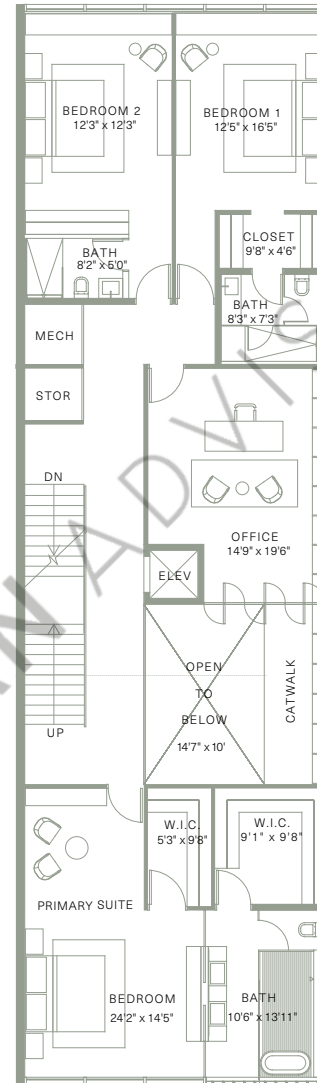 BEDROOM 2
12'3" x 12'3"
BEDROOM 1
12'5" x 16'5"
CLOSET
9'8" x 4'6"
BATH
8'2" x 5'0"
BATH
8'3" x 7'3"
MECH
STOR
DN
OFFICE
14'9" x 19'6"
ELEV
OPEN
TO
BELOW
14'7" x 10'
CATWALK
UP
W.I.C.
5'3" x 9'8"
W.I.C.
9'1" x 9'8"
PRIMARY SUITE
BEDROOM
24'2" x 14'5"
BATH
10'6" x 13'11"